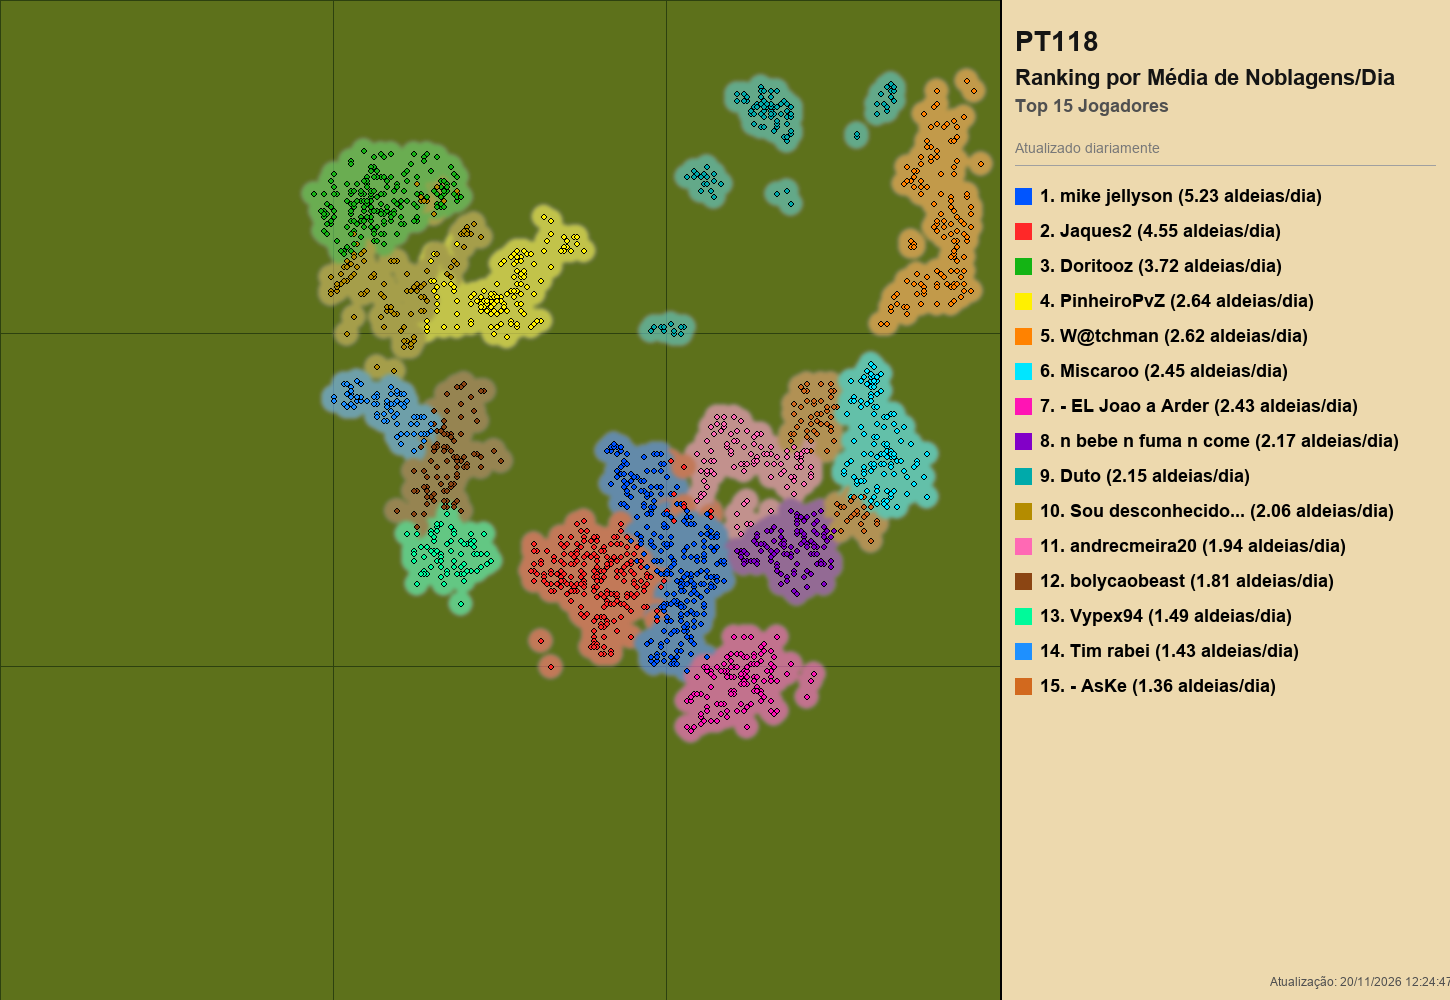 PT118
Ranking por Média de Noblagens/Dia
Top 15 Jogadores
Atualizado diariamente
1. mike jellyson (5.23 aldeias/dia)
2. Jaques2 (4.55 aldeias/dia)
3. Doritooz (3.72 aldeias/dia)
4. PinheiroPvZ (2.64 aldeias/dia)
5. W@tchman (2.62 aldeias/dia)
6. Miscaroo (2.45 aldeias/dia)
7. - EL Joao a Arder (2.43 aldeias/dia)
8. n bebe n fuma n come (2.17 aldeias/dia)
9. Duto (2.15 aldeias/dia)
10. Sou desconhecido... (2.06 aldeias/dia)
11. andrecmeira20 (1.94 aldeias/dia)
12. bolycaobeast (1.81 aldeias/dia)
13. Vypex94 (1.49 aldeias/dia)
14. Tim rabei (1.43 aldeias/dia)
15. - AsKe (1.36 aldeias/dia)
Atualização: 20/11/2026 12:24:47